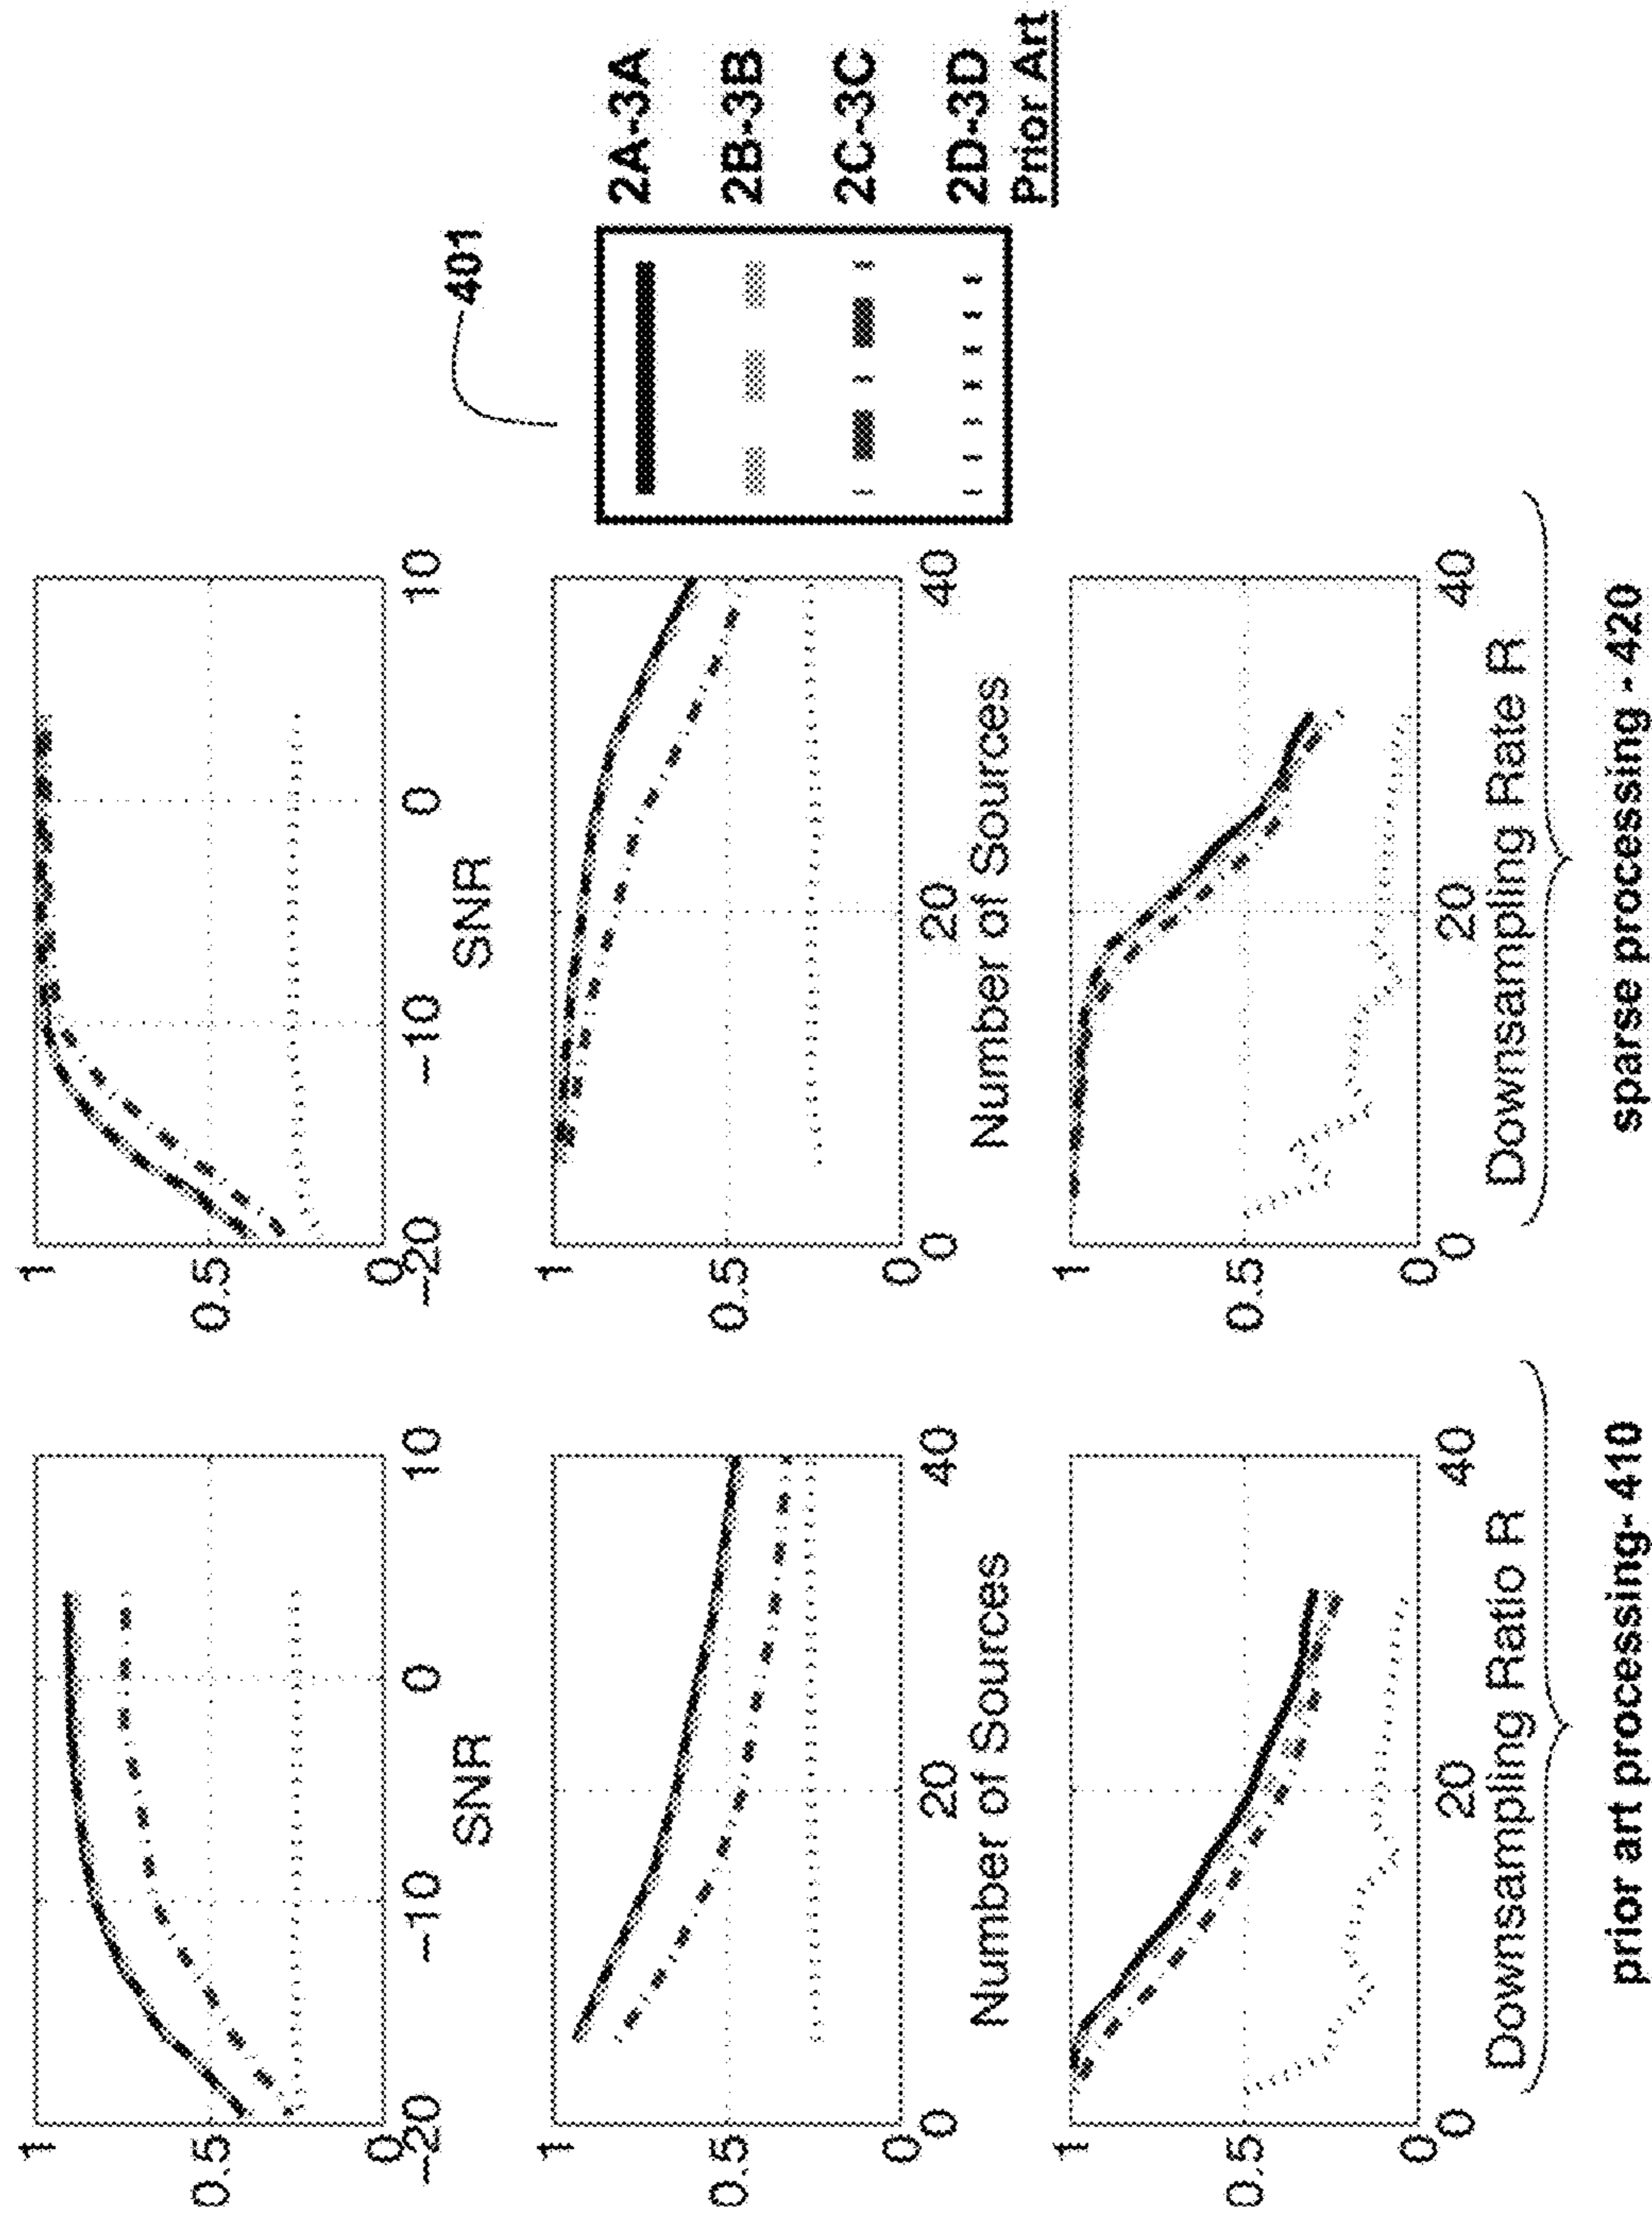 1 1
0.5 0.5
0 0
−20 −10 0 10 −20 −10 0 10
SNR SNR
401
1 1
0.5 0.5
0 0
0 20 40 0 20 40
Number of Sources Number of Sources
2A-3A
2B-3B
2C-3C
2D-3D
Prior Art
1 1
0.5 0.5
0 0
0 20 40 0 20 40
Downsampling Ratio R Downsampling Rate R
prior art processing- 410 sparse processing - 420